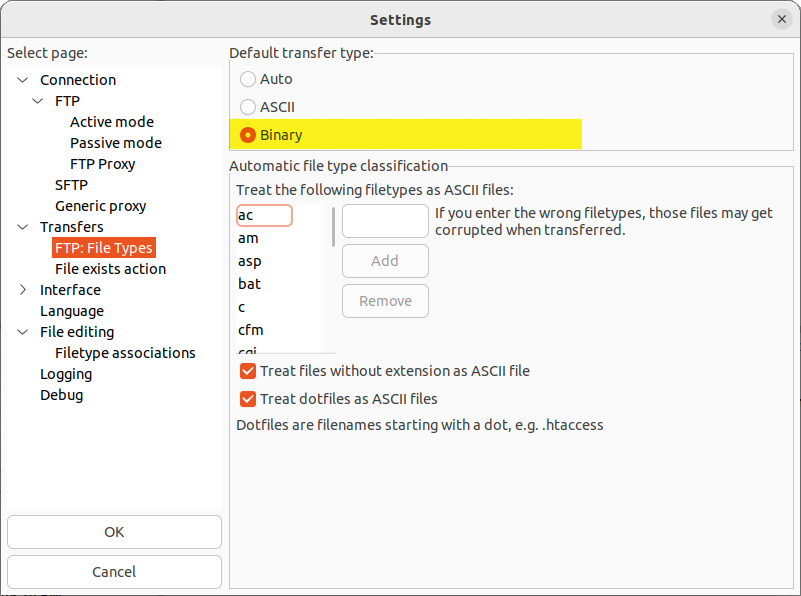 Settings
Select page:
Connection
FTP
Active mode
Passive mode
FTP Proxy
SFTP
Generic proxy
Transfers
FTP: File Types
File exists action
Interface
Language
File editing
Filetype associations
Logging
Debug
OK
Cancel
Default transfer type:
Auto
ASCII
Binary
Automatic file type classification
Treat the following filetypes as ASCII files:
ac
am
asp
bat
c
cfm
cgi
If you enter the wrong filetypes, those files may get
corrupted when transferred.
Add
Remove
Treat files without extension as ASCII file
Treat dotfiles as ASCII files
Dotfiles are filenames starting with a dot, e.g. .htaccess